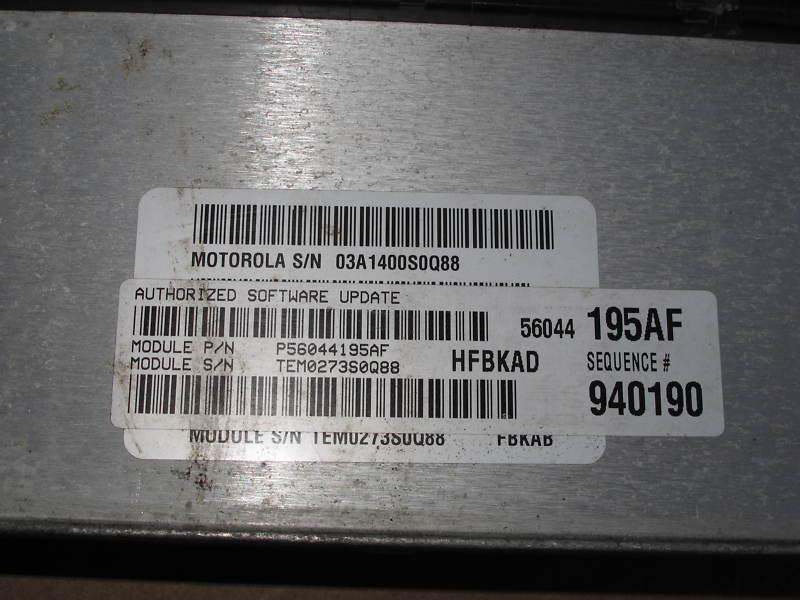 MOTOROLA S/N 03A1400S0Q88
AUTHORIZED SOFTWARE UPDATE
56044 195AF
MODULE P/N P56044195AF
MODULE S/N TEM0273S0Q88
HFBKAD
SEQUENCE #
940190
MODULE S/N TEM0273S0Q88 FBKAB